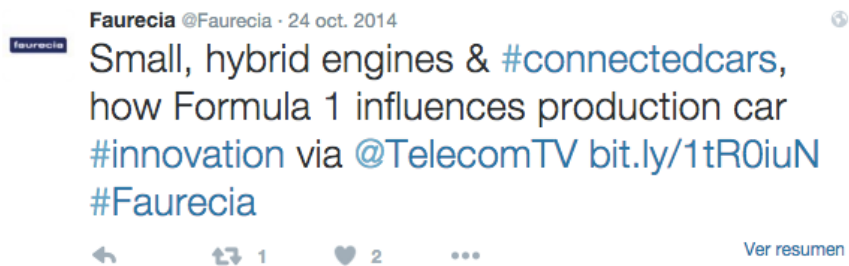 Faurecia @Faurecia · 24 oct. 2014
faurecia
Small, hybrid engines & #connectedcars,
how Formula 1 influences production car
#innovation via @TelecomTV bit.ly/1tR0iuN
#Faurecia
1 2 Ver resumen